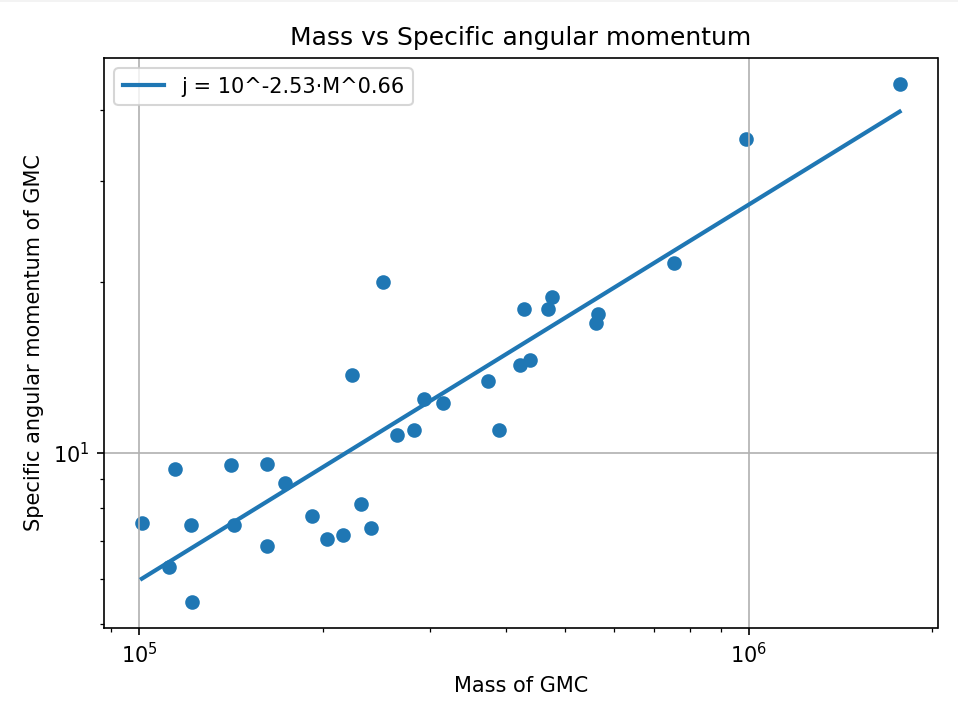 Mass vs Specific angular momentum
j = 10^-2.53·M^0.66
Specific angular momentum of GMC
10¹
10⁵
10⁶
Mass of GMC